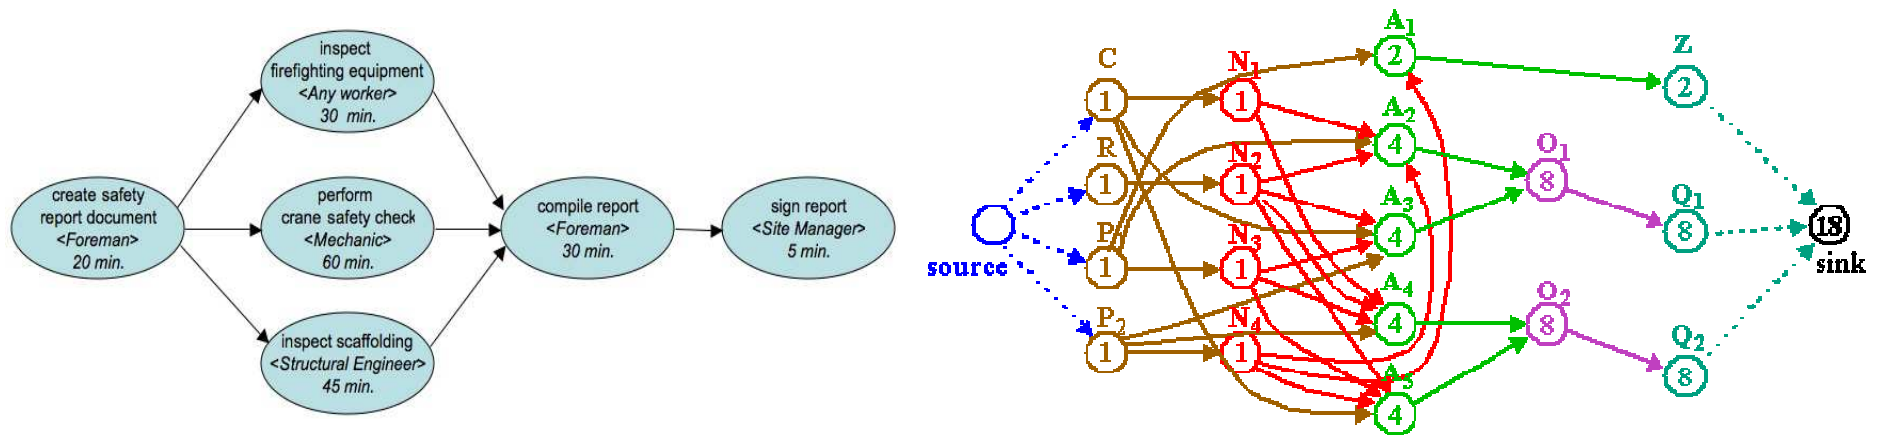 inspect
firefighting equipment
<Any worker>
30 min.
create safety
report document
<Foreman>
20 min.
perform
crane safety check
<Mechanic>
60 min.
inspect scaffolding
<Structural Engineer>
45 min.
compile report
<Foreman>
30 min.
sign report
<Site Manager>
5 min.
source
C
1
R
1
P
1
P2
1
N1
1
N2
1
N3
1
N4
1
A1
2
A2
4
A3
4
A4
4
A5
4
O1
8
O2
8
Z
2
Q1
8
Q2
8
18
sink